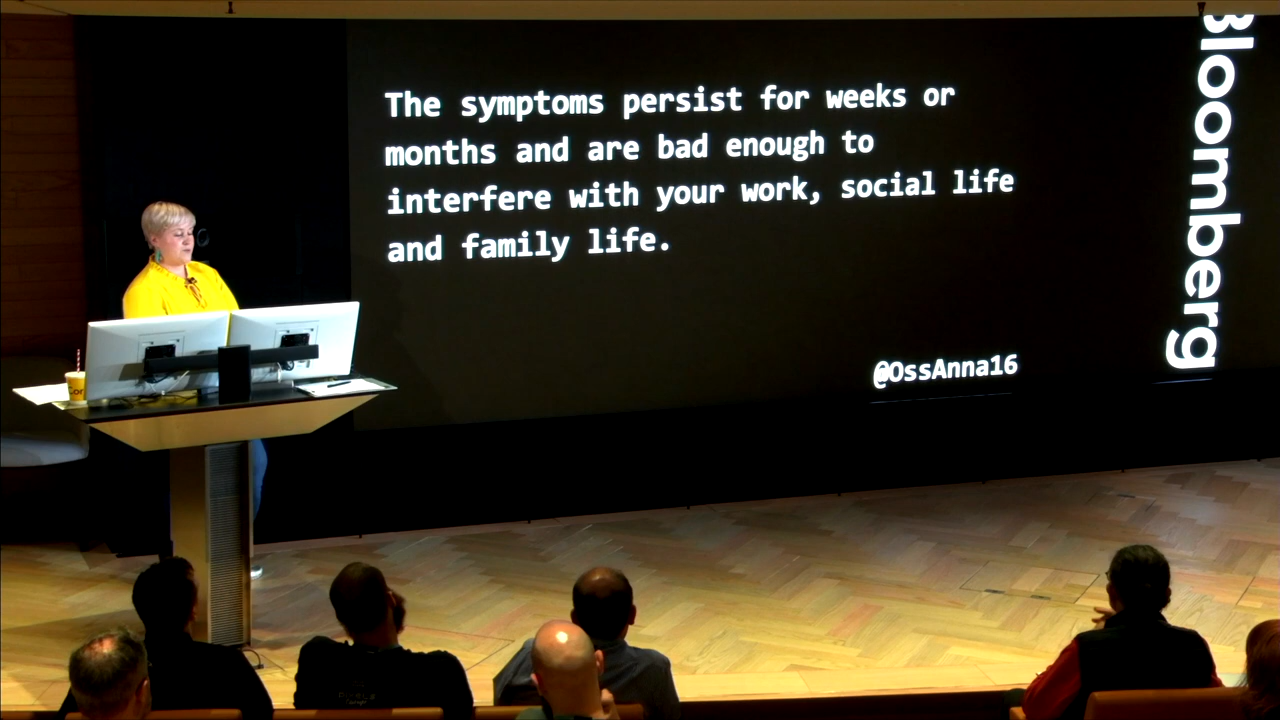 The symptoms persist for weeks or
months and are bad enough to
interfere with your work, social life
and family life.
@OssAnna16
Bloomberg